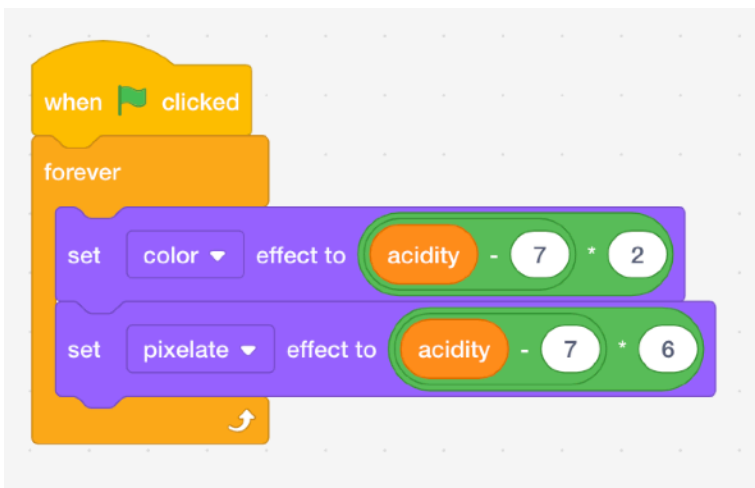 when clicked
forever
set color effect to acidity - 7 * 2
set pixelate effect to acidity - 7 * 6